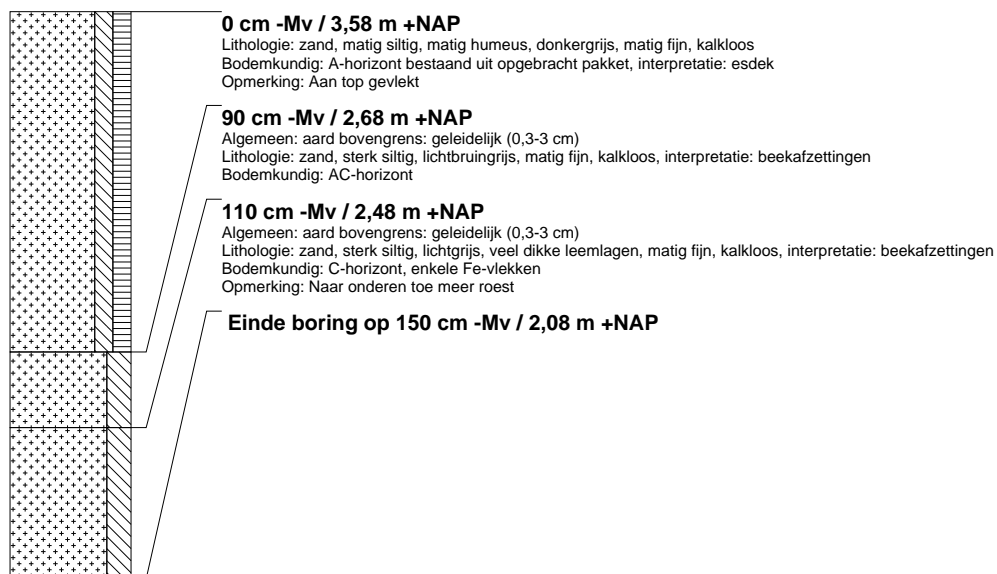 0 cm -Mv / 3,58 m +NAP
Lithologie: zand, matig siltig, matig humeus, donkergrijs, matig fijn, kalkloos
Bodemkundig: A-horizont bestaand uit opgebracht pakket, interpretatie: esdek
Opmerking: Aan top gevlekt
90 cm -Mv / 2,68 m +NAP
Algemeen: aard bovengrens: geleidelijk (0,3-3 cm)
Lithologie: zand, sterk siltig, lichtbruingrijs, matig fijn, kalkloos, interpretatie: beekafzettingen
Bodemkundig: AC-horizont
110 cm -Mv / 2,48 m +NAP
Algemeen: aard bovengrens: geleidelijk (0,3-3 cm)
Lithologie: zand, sterk siltig, lichtgrijs, veel dikke leemlagen, matig fijn, kalkloos, interpretatie: beekafzettingen
Bodemkundig: C-horizont, enkele Fe-vlekken
Opmerking: Naar onderen toe meer roest
Einde boring op 150 cm -Mv / 2,08 m +NAP